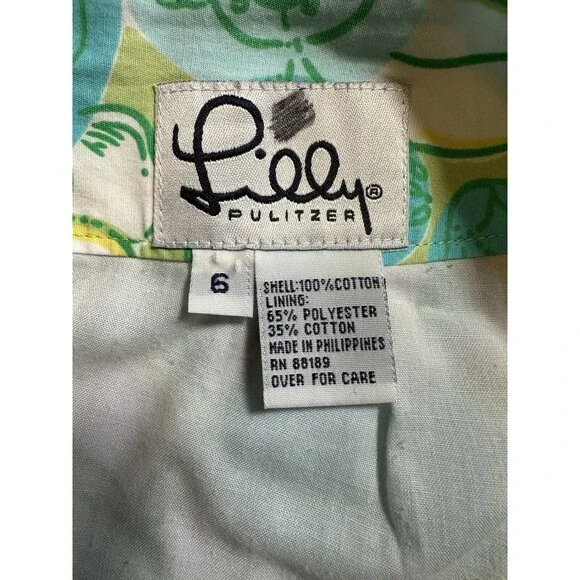 Lilly®
PULITZER
6
SHELL:100%COTTON
LINING:
65% POLYESTER
35% COTTON
MADE IN PHILIPPINES
RN 88189
OVER FOR CARE